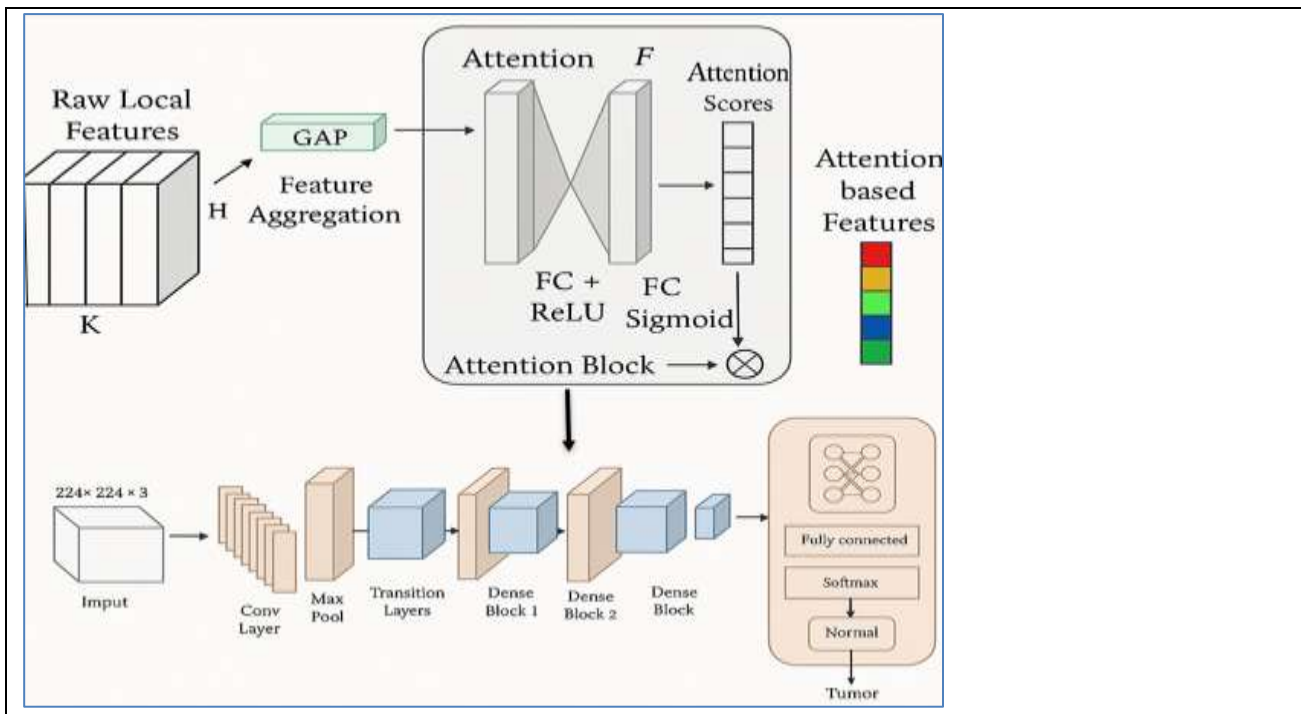 Raw Local
Features
H
K
GAP
Feature
Aggregation
Attention
F
Attention
Scores
FC +
ReLU
FC
Sigmoid
Attention Block
Attention
based
Features
224× 224 × 3
Imput
Conv
Layer
Max
Pool
Transition
Layers
Dense
Block 1
Dense
Block 2
Dense
Block
Fully connected
Softmax
Normal
Tumor